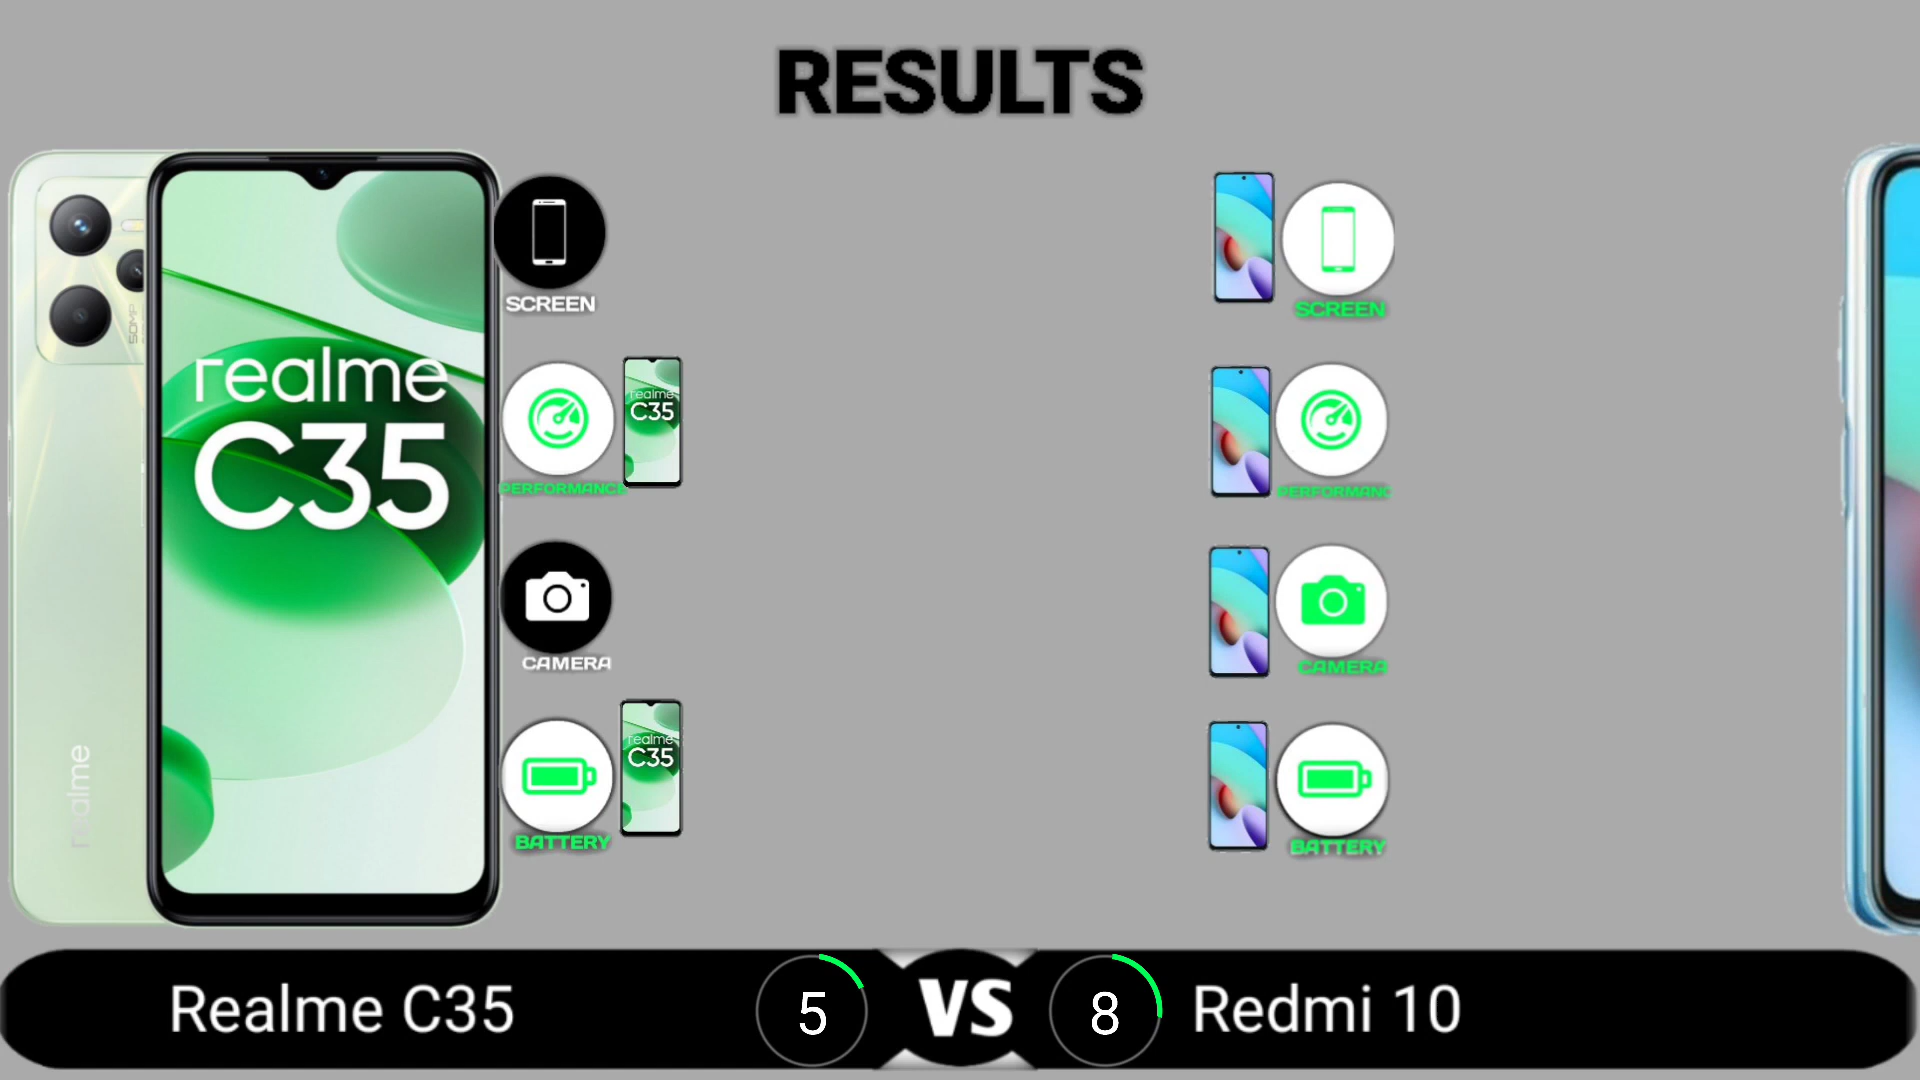 RESULTS
SCREEN
SCREEN
realme
C35
realme
C35
PERFORMANCE
PERFORMANC
50MP
CAMERA
CAMERA
realme
C35
realme
BATTERY
BATTERY
Realme C35
5
VS
8
Redmi 10